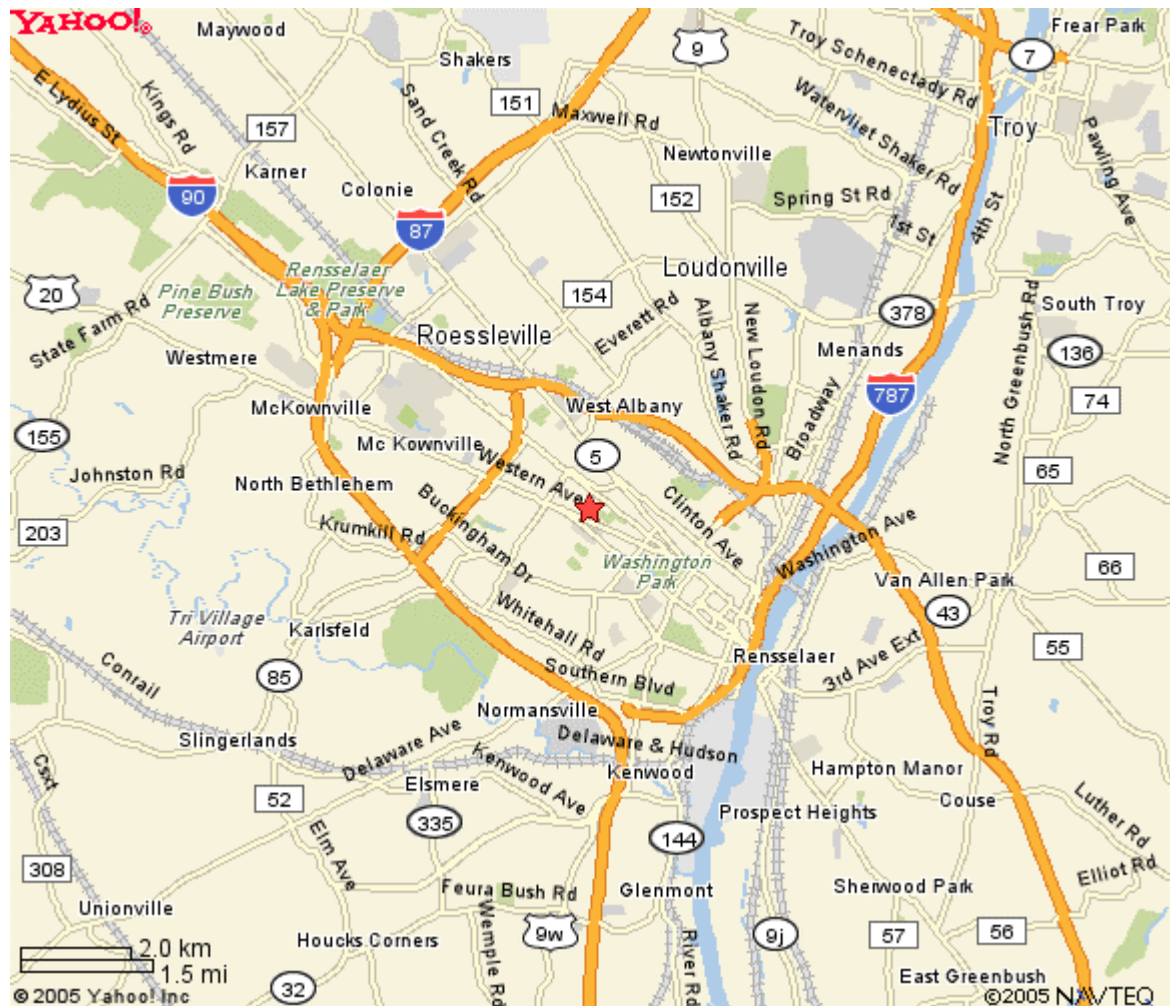 YAHOO!®
Maywood
Shakers
9
Troy Schenectady Rd
7
Frear Park
E Lydius St
Kings Rd
157
Sand Creek Rd
151
Maxwell Rd
Watervliet Shaker Rd
Troy
Pawling Ave
Karner
Colonie
Newtonville
90
87
152
Spring St Rd
1st St
4th St
Rensselaer
Lake Preserve
& Park
Loudonville
20
Pine Bush
Preserve
154
State Farm Rd
Everett Rd
Albany Shaker Rd
New Loudon Rd
378
North Greenbush Rd
South Troy
Roessleville
Westmere
Menands
136
787
74
McKownville
West Albany
Broadway
155
Mc Kownville
5
Johnston Rd
Western Ave
65
North Bethlehem
Buckingham Dr
Clinton Ave
203
Krumkill Rd
Washington
Park
Washington Ave
Van Allen Park
66
43
Tri Village
Airport
Karlsfeld
Whitehall Rd
Rensselaer
3rd Ave Ext
55
Conrail
85
Southern Blvd
Troy Rd
Normansville
Slingerlands
Delaware Ave
Delaware & Hudson
Csxt
Kenwood Ave
Kenwood
Hampton Manor
Elsmere
52
Couse
Luther Rd
335
Prospect Heights
144
Elm Ave
308
Elliot Rd
Feura Bush Rd
Glenmont
Sherwood Park
Unionville
Wemple Rd
9w
9j
57
56
Houcks Corners
River Rd
2.0 km
1.5 mi
32
East Greenbush
© 2005 Yahoo! Inc
©2005 NAVTEQ